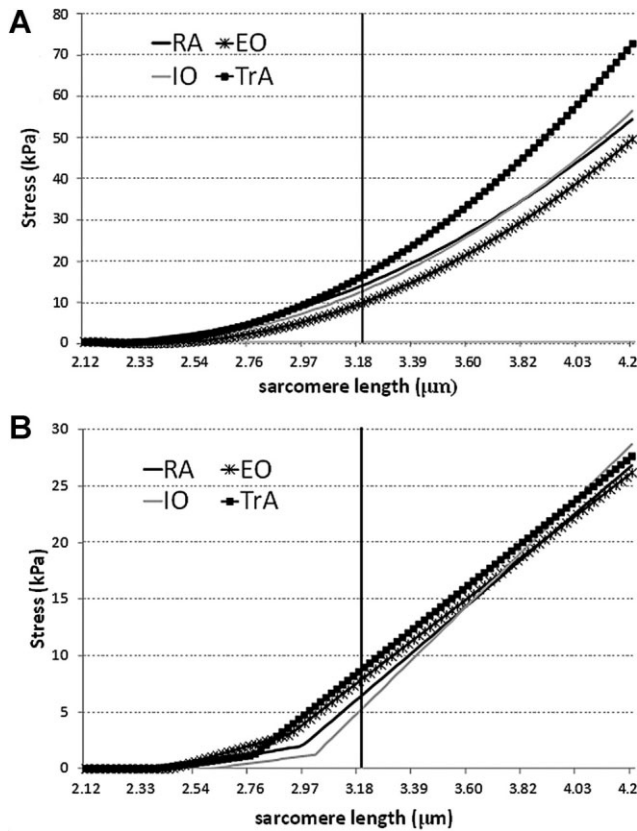 A
80
70
60
50
40
30
20
10
0
Stress (kPa)
RA EO
IO TrA
2.12 2.33 2.54 2.76 2.97 3.18 3.39 3.60 3.82 4.03 4.2
sarcomere length (μm)
B
30
25
20
15
10
5
0
Stress (kPa)
RA EO
IO TrA
2.12 2.33 2.54 2.76 2.97 3.18 3.39 3.60 3.82 4.03 4.2
sarcomere length (μm)